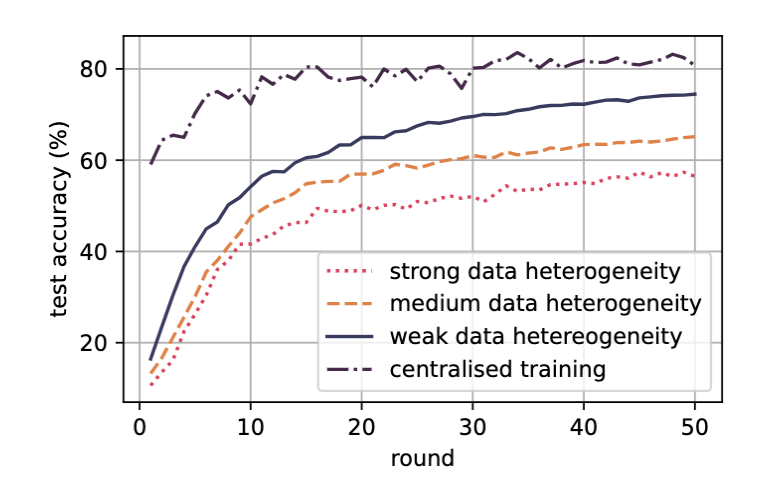 80
60
40
20
test accuracy (%)
strong data heterogeneity
medium data heterogeneity
weak data hetereogeneity
centralised training
0 10 20 30 40 50
round